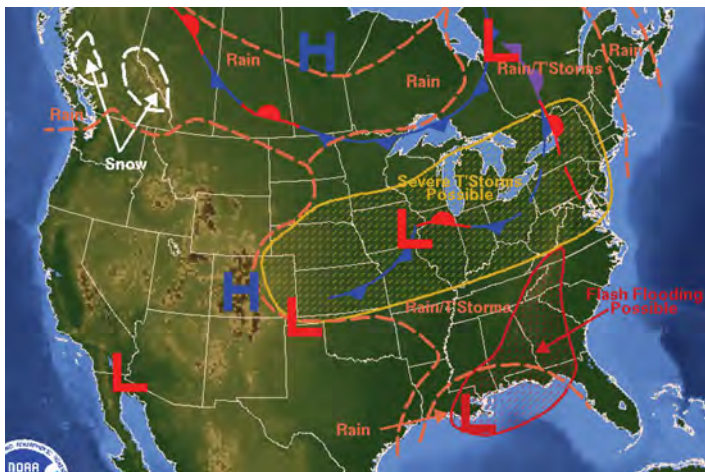 L
H
Rain
Rain
Rain/T'Storms
Rain
Rain
Snow
Severe T'Storms
Possible
L
H
L
Rain/T'Storms
Flash Flooding
Possible
L
L
Rain
NOAA